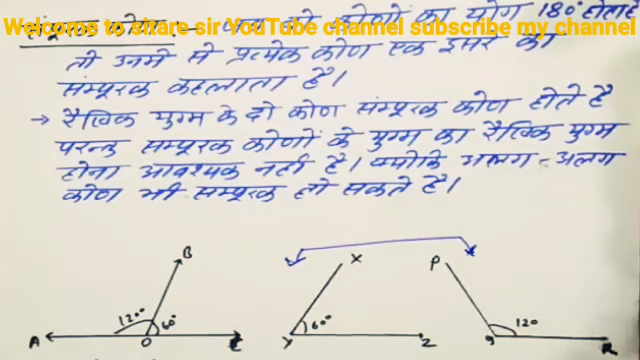 Welcome to sitare sir YouTube channel subscribe my channel
कोणों का योग 180° होता है
तो उनमें से प्रत्येक कोण एक दूसरे का
सम्पूरक कहलाता है।
→ रैखिक युग्म के दो कोण संम्पूरक कोण होते है
परन्तु सम्पूरक कोणों के युग्म का रैखिक युग्म
होना आवश्यक नहीं है। क्योंकि अलग-अलग
कोण भी सम्पूरक हो सकते है।
B
X
P
120°
60°
60°
120
A
O
C
Y
Z
Q
R